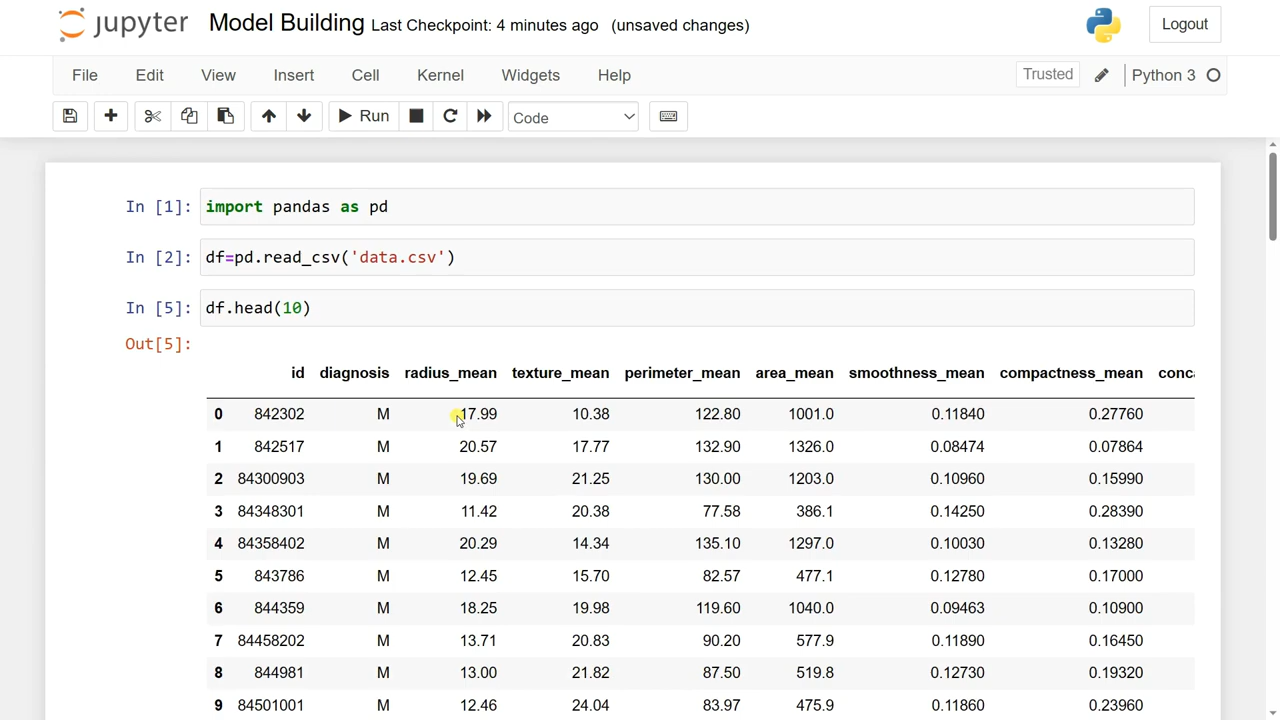 jupyter Model Building Last Checkpoint: 4 minutes ago (unsaved changes) Logout
File Edit View Insert Cell Kernel Widgets Help Trusted Python 3
Run Code
In [1]: import pandas as pd
In [2]: df=pd.read_csv('data.csv')
In [5]: df.head(10)
Out[5]:
id diagnosis radius_mean texture_mean perimeter_mean area_mean smoothness_mean compactness_mean conca
0 842302 M 17.99 10.38 122.80 1001.0 0.11840 0.27760
1 842517 M 20.57 17.77 132.90 1326.0 0.08474 0.07864
2 84300903 M 19.69 21.25 130.00 1203.0 0.10960 0.15990
3 84348301 M 11.42 20.38 77.58 386.1 0.14250 0.28390
4 84358402 M 20.29 14.34 135.10 1297.0 0.10030 0.13280
5 843786 M 12.45 15.70 82.57 477.1 0.12780 0.17000
6 844359 M 18.25 19.98 119.60 1040.0 0.09463 0.10900
7 84458202 M 13.71 20.83 90.20 577.9 0.11890 0.16450
8 844981 M 13.00 21.82 87.50 519.8 0.12730 0.19320
9 84501001 M 12.46 24.04 83.97 475.9 0.11860 0.23960